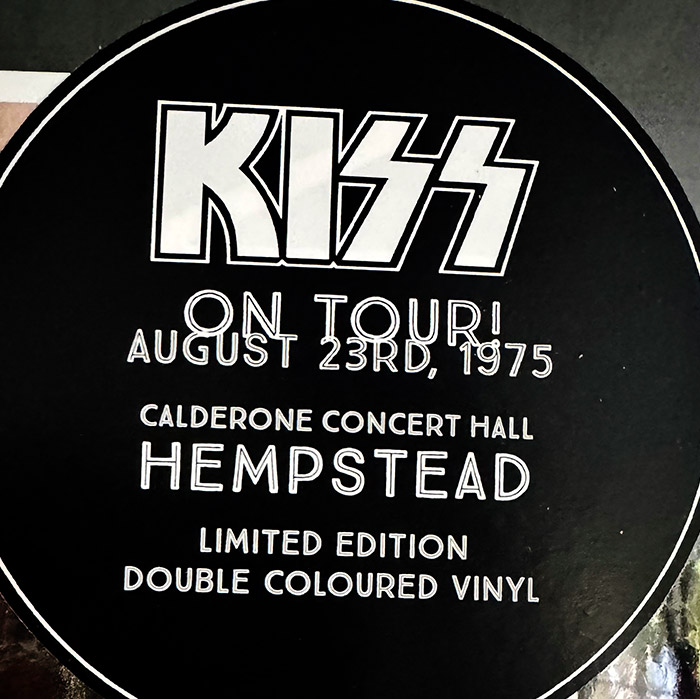 KISS
ON TOUR!
AUGUST 23RD, 1975
CALDERONE CONCERT HALL
HEMPSTEAD
LIMITED EDITION
DOUBLE COLOURED VINYL